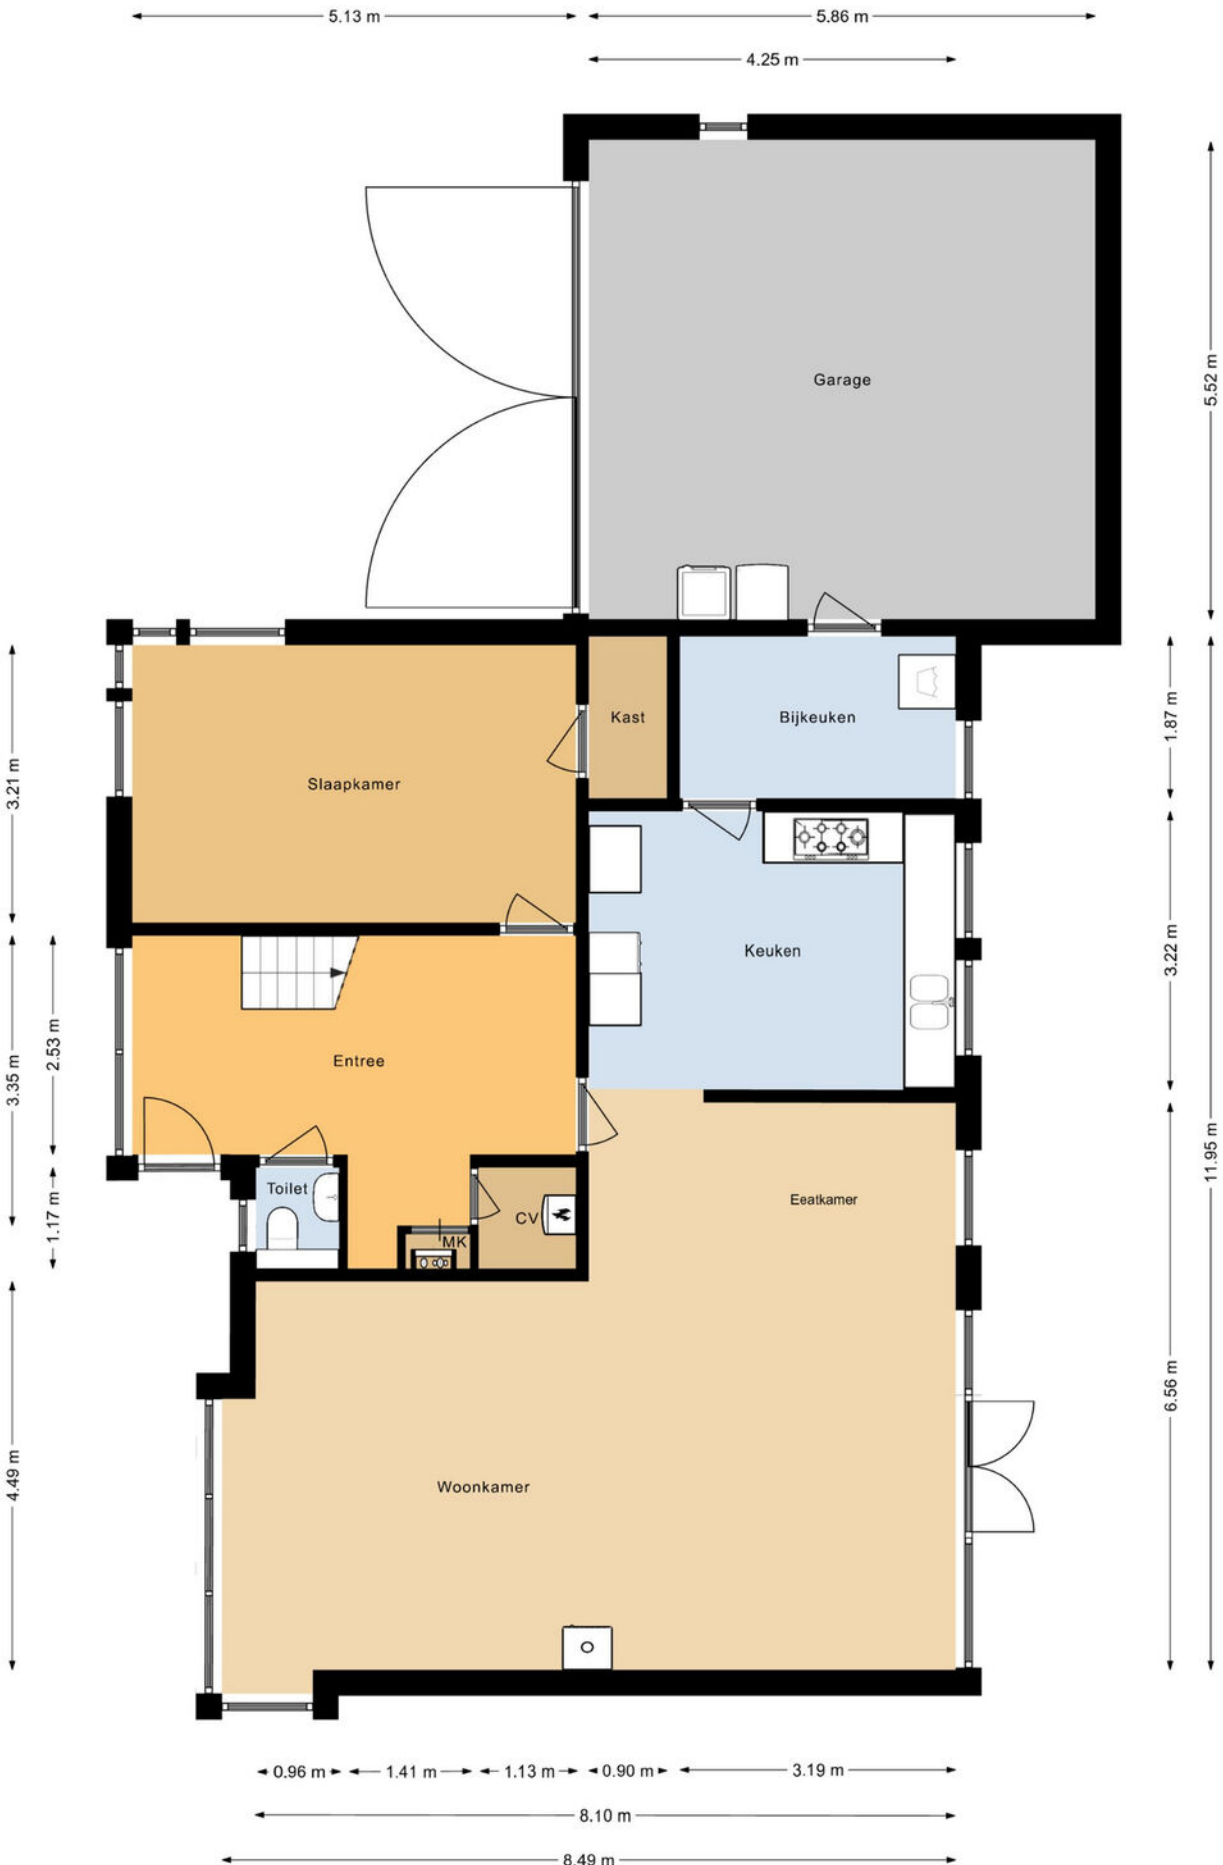 5.13 m
5.86 m
4.25 m
Garage
5.52 m
Kast
Bijkeuken
1.87 m
Slaapkamer
3.21 m
Keuken
3.22 m
Entree
2.53 m
3.35 m
11.95 m
Toilet
Eeatkamer
1.17 m
CV
MK
6.56 m
4.49 m
Woonkamer
0.96 m
1.41 m
1.13 m
0.90 m
3.19 m
8.10 m
8.49 m